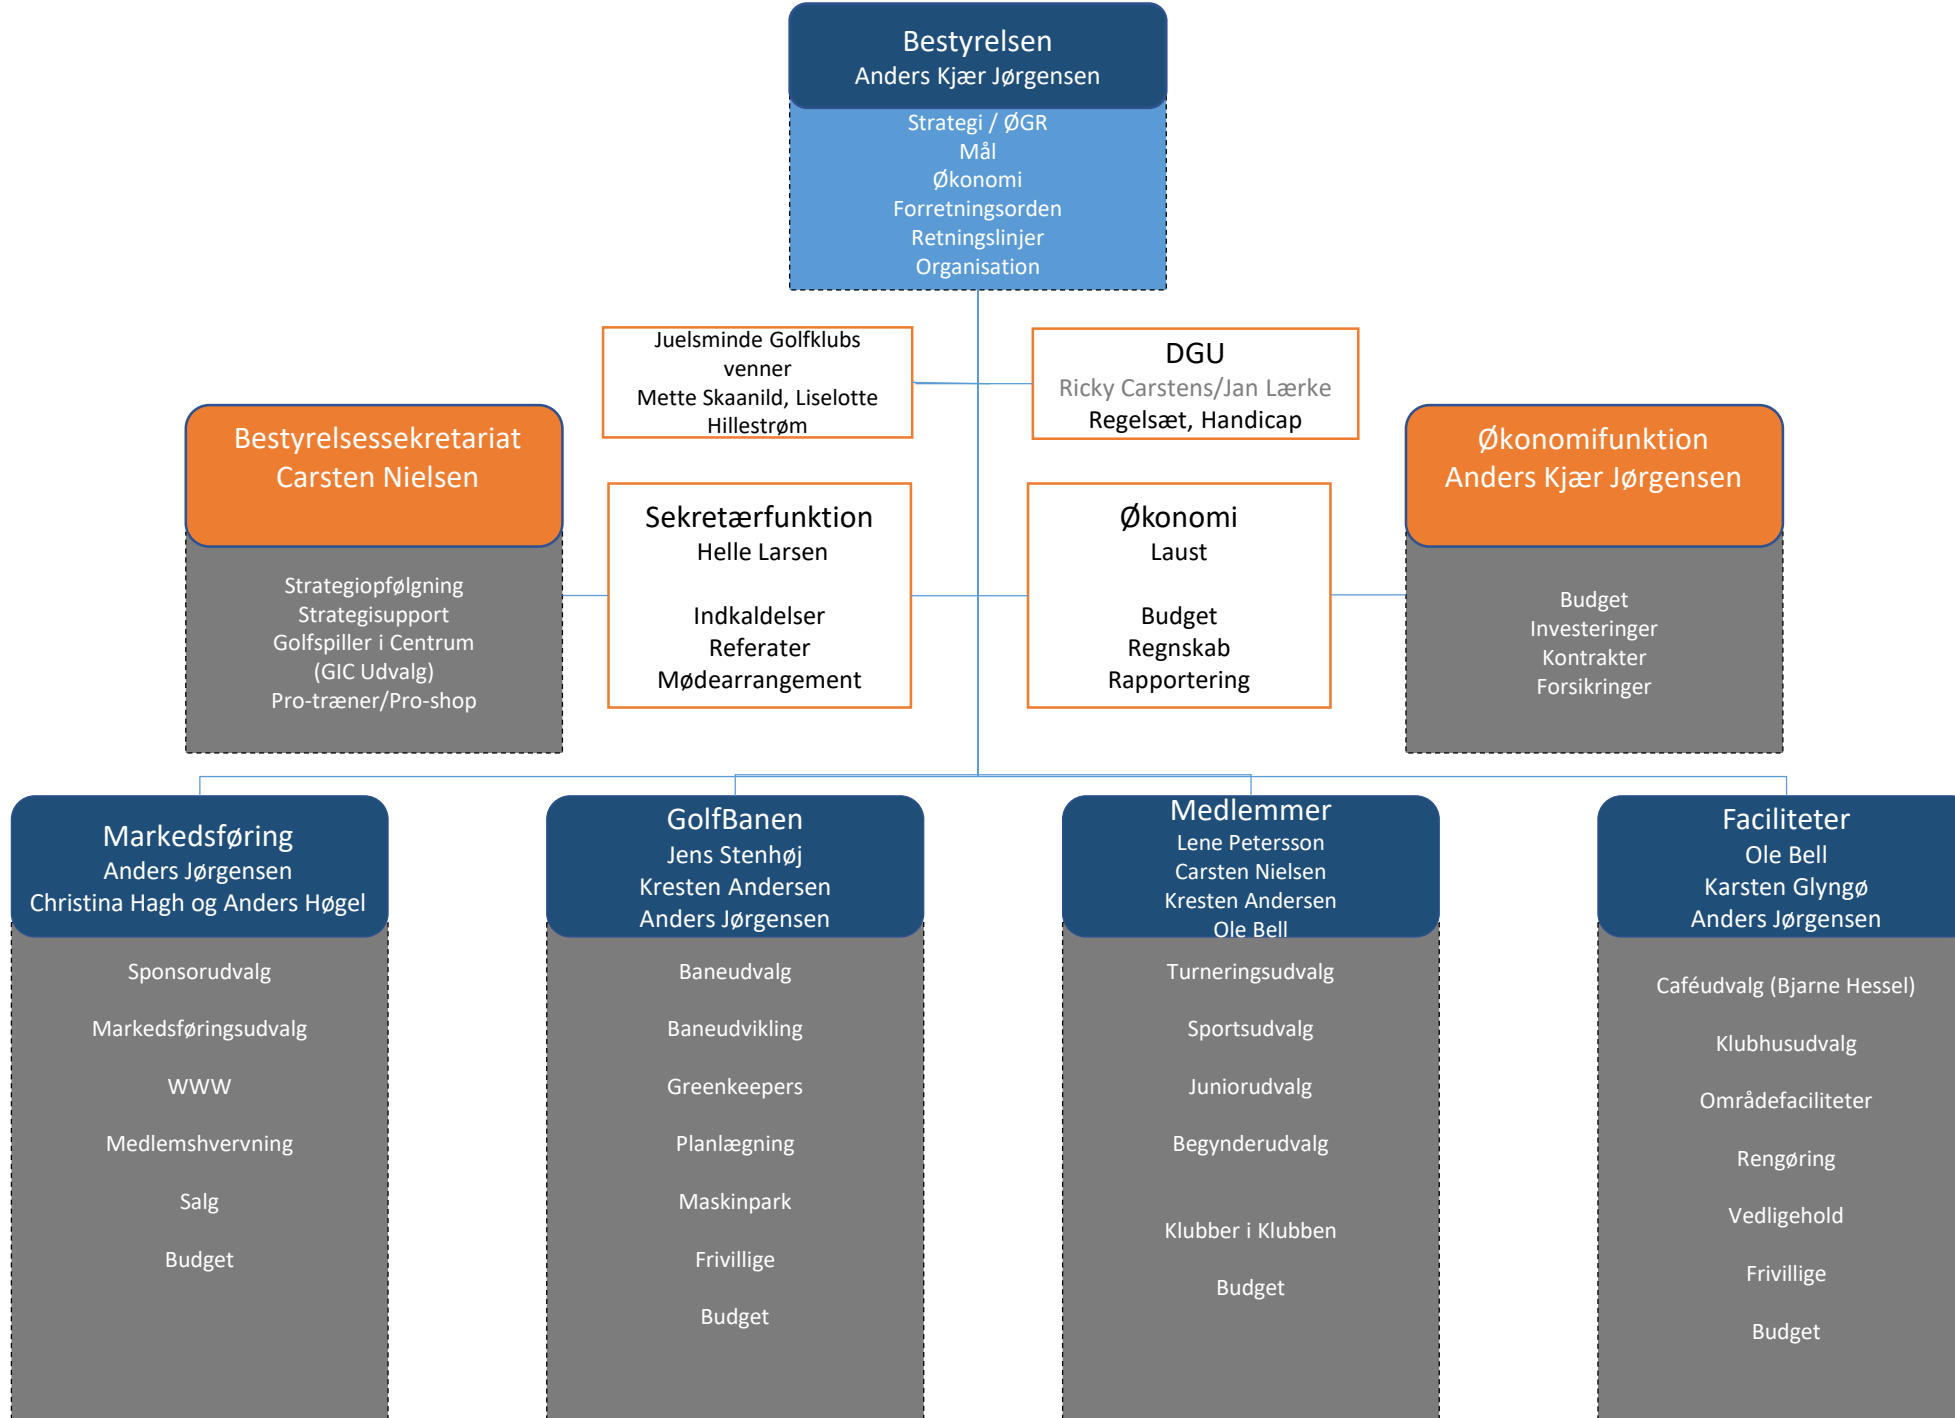 Bestyrelsen
Anders Kjær Jørgensen
Strategi / ØGR
Mål
Økonomi
Forretningsorden
Retningslinjer
Organisation
Juelsminde Golfklubs
venner
Mette Skaanild, Liselotte
Hillestrøm
DGU
Ricky Carstens/Jan Lærke
Regelsæt, Handicap
Bestyrelsessekretariat
Carsten Nielsen
Strategiopfølgning
Strategisupport
Golfspiller i Centrum
(GIC Udvalg)
Pro-træner/Pro-shop
Sekretærfunktion
Helle Larsen
Indkaldelser
Referater
Mødearrangement
Økonomi
Laust
Budget
Regnskab
Rapportering
Økonomifunktion
Anders Kjær Jørgensen
Budget
Investeringer
Kontrakter
Forsikringer
Markedsføring
Anders Jørgensen
Christina Hagh og Anders Høgel
Sponsorudvalg
Markedsføringsudvalg
WWW
Medlemshvervning
Salg
Budget
GolfBanen
Jens Stenhøj
Kresten Andersen
Anders Jørgensen
Baneudvalg
Baneudvikling
Greenkeepers
Planlægning
Maskinpark
Frivillige
Budget
Medlemmer
Lene Petersson
Carsten Nielsen
Kresten Andersen
Ole Bell
Turneringsudvalg
Sportsudvalg
Juniorudvalg
Begynderudvalg
Klubber i Klubben
Budget
Faciliteter
Ole Bell
Karsten Glyngø
Anders Jørgensen
Caféudvalg (Bjarne Hessel)
Klubhusudvalg
Områdefaciliteter
Rengøring
Vedligehold
Frivillige
Budget